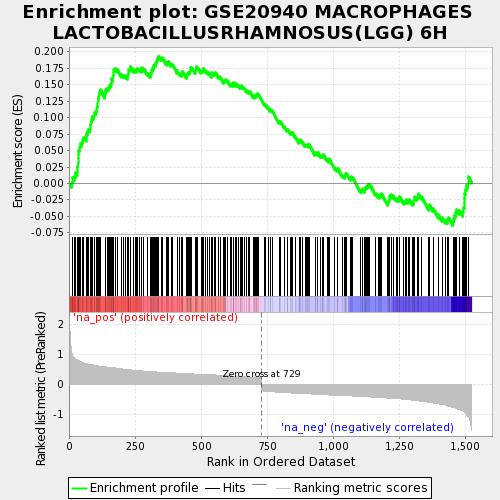 Enrichment plot: GSE20940 MACROPHAGES
LACTOBACILLUSRHAMNOSUS(LGG) 6H
Enrichment score (ES)
0.200
0.175
0.150
0.125
0.100
0.075
0.050
0.025
0.000
-0.025
-0.050
-0.075
'na_pos' (positively correlated)
Ranked list metric (PreRanked)
2
1
0
-1
Zero cross at 729
'na_neg' (negatively correlated)
0
250
500
750
1,000
1,250
1,500
Rank in Ordered Dataset
Enrichment profile
Hits
Ranking metric scores